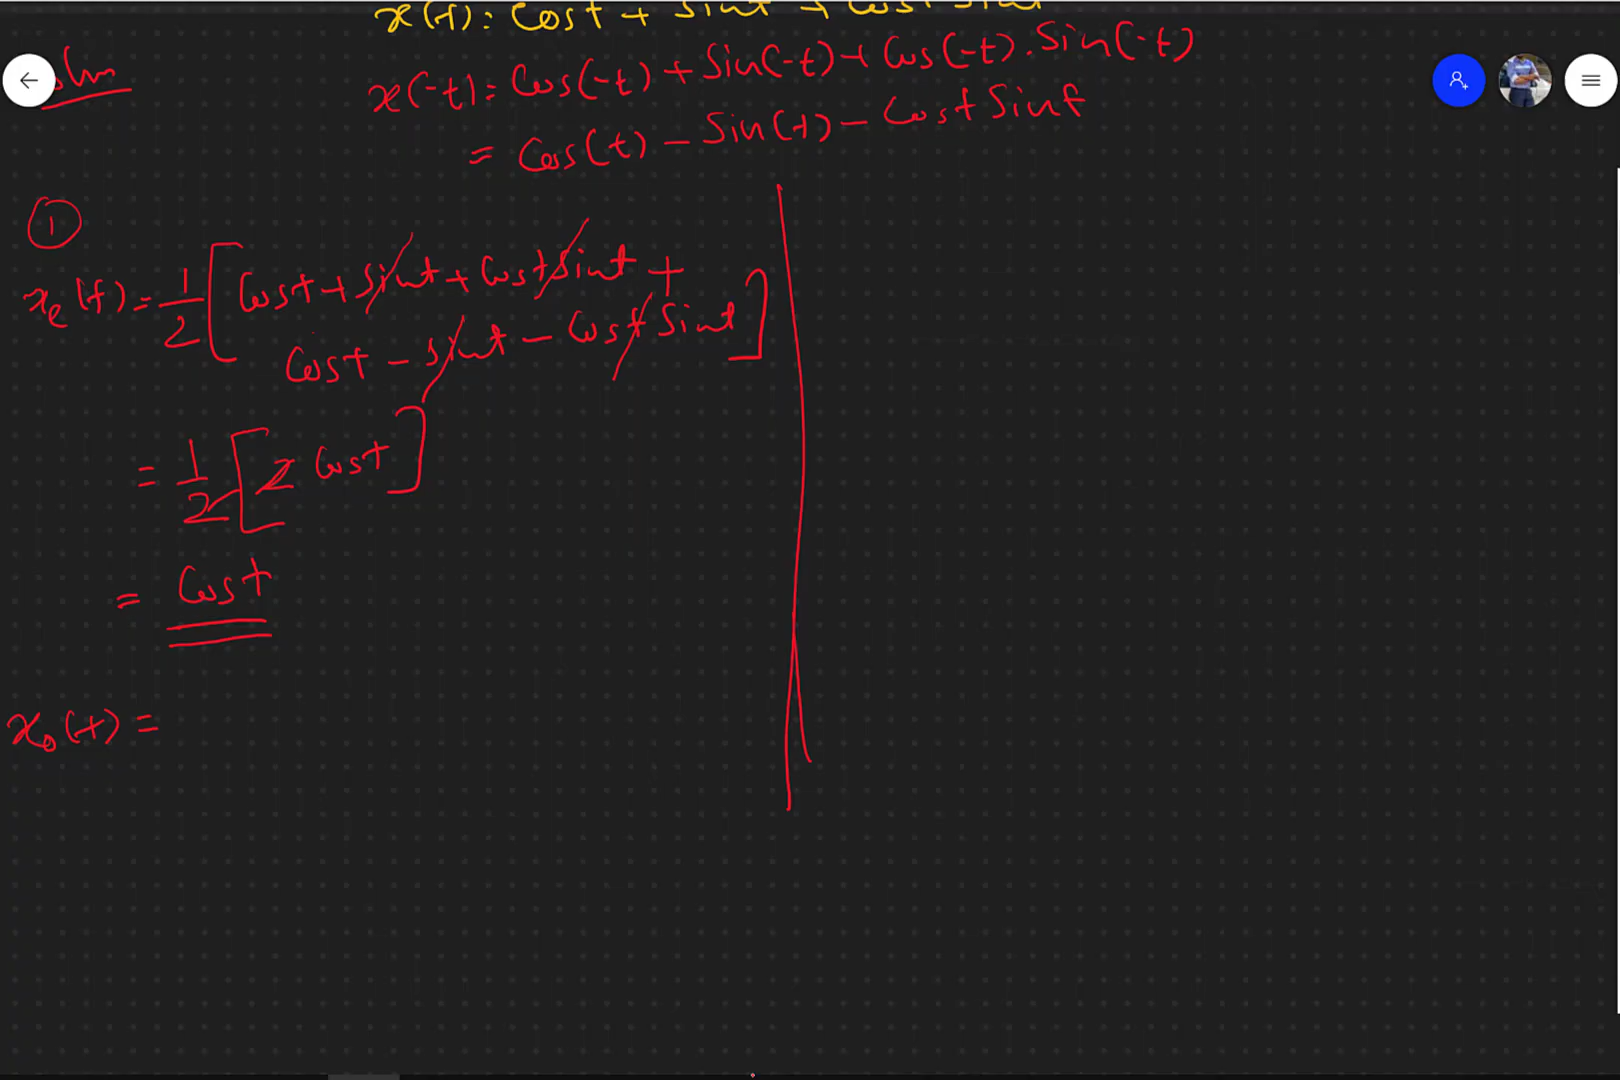 x(t) = Cost + Sint + Cost Sint
Soln
x(-t) = Cos(-t) + Sin(-t) + Cos(-t) . Sin(-t)
= Cos(t) - Sin(t) - Cost Sint
①
xe(t) = 1/2 [ Cost + Sint + Cost Sint +
Cost - Sint - Cost Sint ]
= 1/2 [ 2 Cost ]
= Cost
xo(t) =